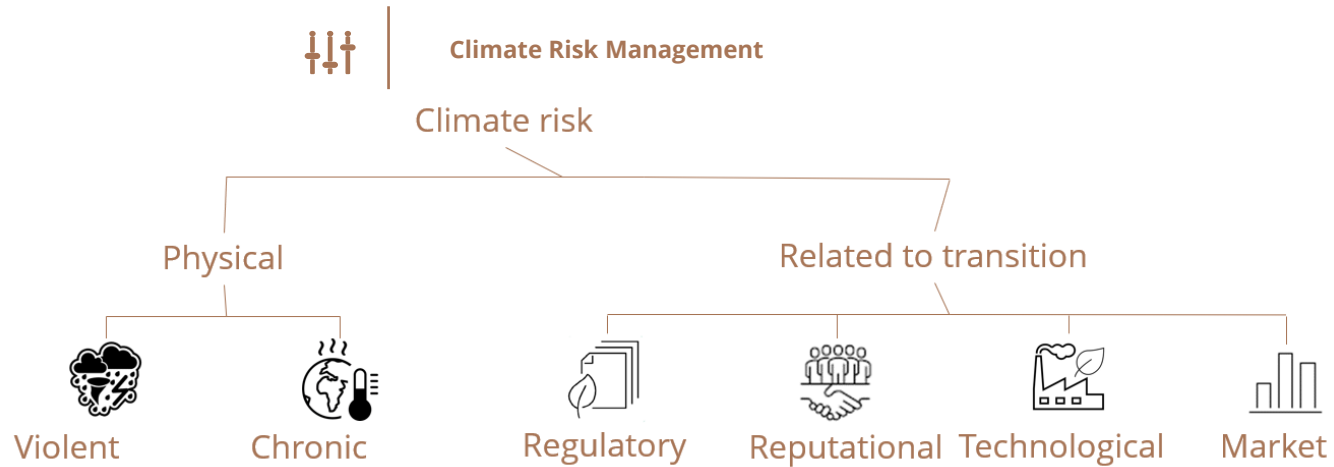 Climate Risk Management
Climate risk
Physical
Related to transition
Violent
Chronic
Regulatory
Reputational
Technological
Market